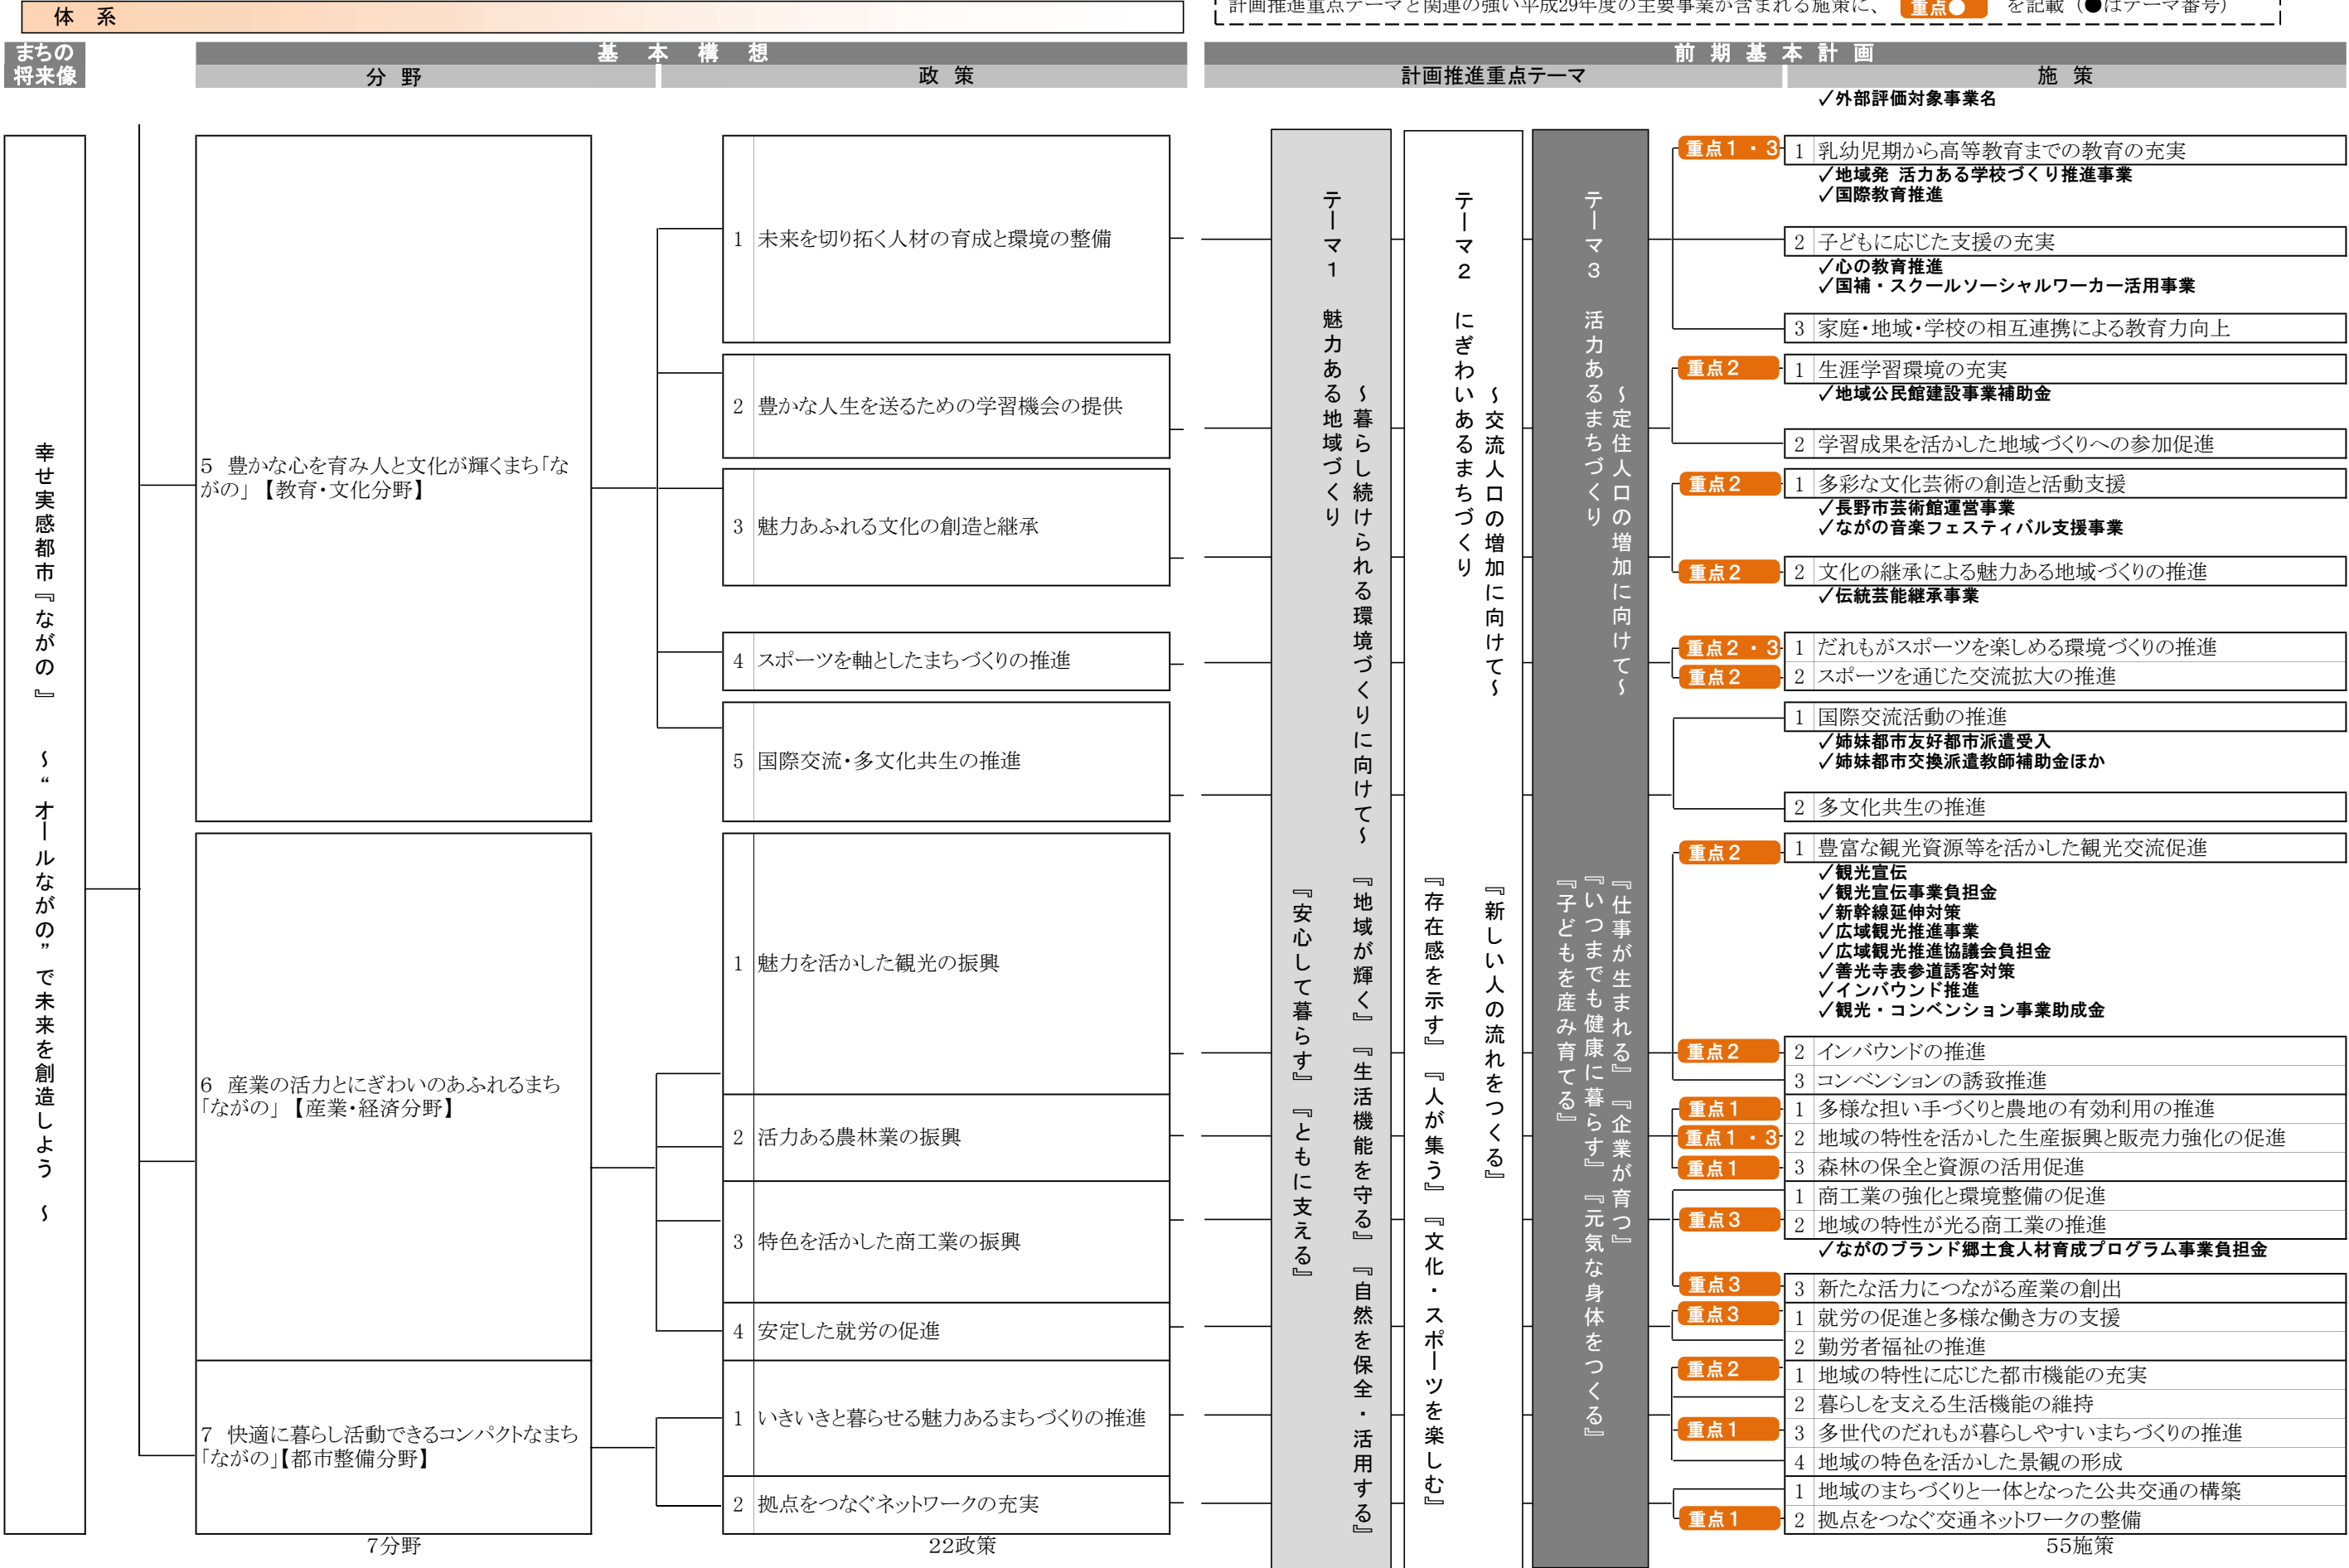 体 系
計画推進重点テーマと関連の強い平成29年度の主要事業が含まれる施策に、 重点● を記載（●はテーマ番号）
まちの
将来像
基 本 構 想
分 野
政 策
前 期 基 本 計 画
計画推進重点テーマ
施 策
✓外部評価対象事業名
幸せ実感都市『ながの』 ～“オールながの”で未来を創造しよう ～
5 豊かな心を育み人と文化が輝くまち「な
がの」【教育・文化分野】
1 未来を切り拓く人材の育成と環境の整備
2 豊かな人生を送るための学習機会の提供
3 魅力あふれる文化の創造と継承
4 スポーツを軸としたまちづくりの推進
5 国際交流・多文化共生の推進
6 産業の活力とにぎわいのあふれるまち
「ながの」【産業・経済分野】
1 魅力を活かした観光の振興
2 活力ある農林業の振興
3 特色を活かした商工業の振興
4 安定した就労の促進
7 快適に暮らし活動できるコンパクトなまち
「ながの」【都市整備分野】
1 いきいきと暮らせる魅力あるまちづくりの推進
2 拠点をつなぐネットワークの充実
7分野
22政策
テーマ1 魅力ある地域づくり
～暮らし続けられる環境づくりに向けて～
『地域が輝く』『生活機能を守る』『自然を保全・活用する』
『安心して暮らす』『ともに支える』
テーマ2 にぎわいあるまちづくり
～交流人口の増加に向けて～
『新しい人の流れをつくる』
『存在感を示す』『人が集う』『文化・スポーツを楽しむ』
テーマ3 活力あるまちづくり
～定住人口の増加に向けて～
『仕事が生まれる』『企業が育つ』
『いつまでも健康に暮らす』『元気な身体をつくる』
『子どもを産み育てる』
重点1・3 1 乳幼児期から高等教育までの教育の充実
✓地域発 活力ある学校づくり推進事業
✓国際教育推進
2 子どもに応じた支援の充実
✓心の教育推進
✓国補・スクールソーシャルワーカー活用事業
3 家庭・地域・学校の相互連携による教育力向上
重点2 1 生涯学習環境の充実
✓地域公民館建設事業補助金
2 学習成果を活かした地域づくりへの参加促進
重点2 1 多彩な文化芸術の創造と活動支援
✓長野市芸術館運営事業
✓ながの音楽フェスティバル支援事業
重点2 2 文化の継承による魅力ある地域づくりの推進
✓伝統芸能継承事業
重点2・3 1 だれもがスポーツを楽しめる環境づくりの推進
重点2 2 スポーツを通じた交流拡大の推進
1 国際交流活動の推進
✓姉妹都市友好都市派遣受入
✓姉妹都市交換派遣教師補助金ほか
2 多文化共生の推進
重点2 1 豊富な観光資源等を活かした観光交流促進
✓観光宣伝
✓観光宣伝事業負担金
✓新幹線延伸対策
✓広域観光推進事業
✓広域観光推進協議会負担金
✓善光寺表参道誘客対策
✓インバウンド推進
✓観光・コンベンション事業助成金
重点2 2 インバウンドの推進
3 コンベンションの誘致推進
重点1 1 多様な担い手づくりと農地の有効利用の推進
重点1・3 2 地域の特性を活かした生産振興と販売力強化の促進
重点1 3 森林の保全と資源の活用促進
1 商工業の強化と環境整備の促進
重点3 2 地域の特性が光る商工業の推進
✓ながのブランド郷土食人材育成プログラム事業負担金
重点3 3 新たな活力につながる産業の創出
重点3 1 就労の促進と多様な働き方の支援
2 勤労者福祉の推進
重点2 1 地域の特性に応じた都市機能の充実
2 暮らしを支える生活機能の維持
重点1 3 多世代のだれもが暮らしやすいまちづくりの推進
4 地域の特色を活かした景観の形成
1 地域のまちづくりと一体となった公共交通の構築
重点1 2 拠点をつなぐ交通ネットワークの整備
55施策